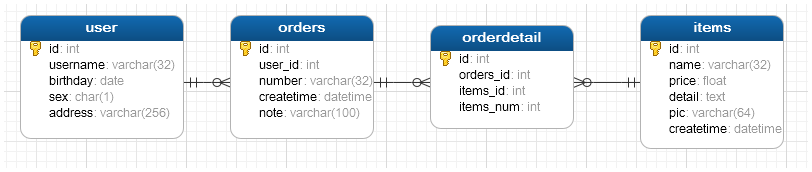 user
id: int
username: varchar(32)
birthday: date
sex: char(1)
address: varchar(256)
orders
id: int
user_id: int
number: varchar(32)
createtime: datetime
note: varchar(100)
orderdetail
id: int
orders_id: int
items_id: int
items_num: int
items
id: int
name: varchar(32)
price: float
detail: text
pic: varchar(64)
createtime: datetime